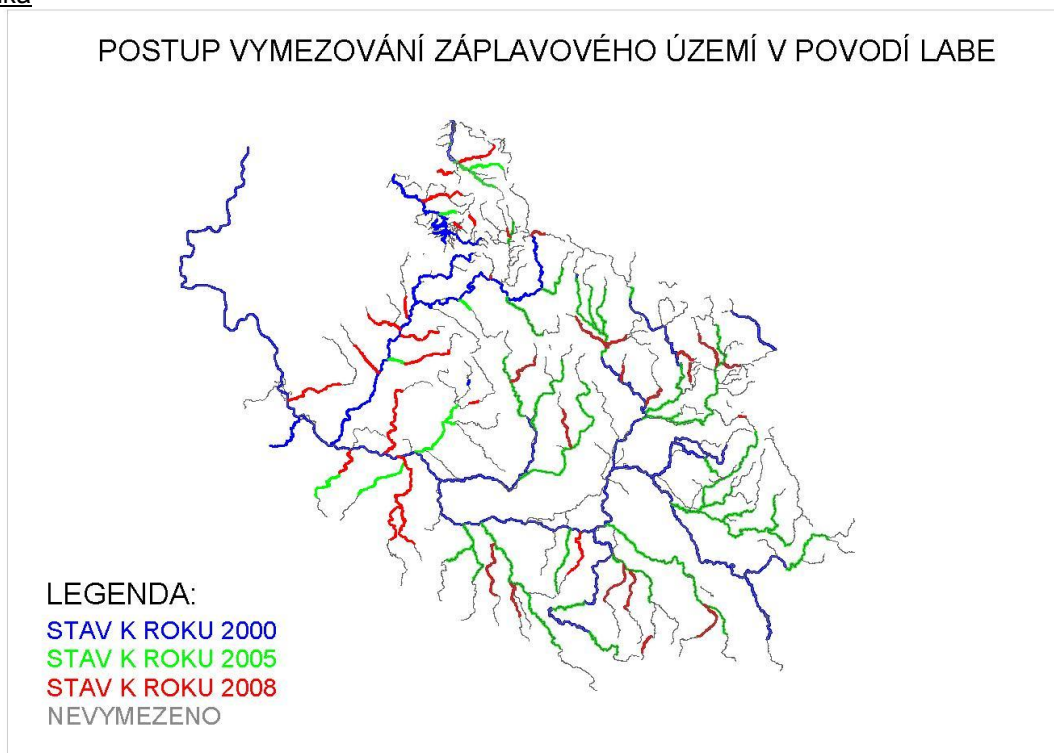 POSTUP VYMEZOVÁNÍ ZÁPLAVOVÉHO ÚZEMÍ V POVODÍ LABE
LEGENDA:
STAV K ROKU 2000
STAV K ROKU 2005
STAV K ROKU 2008
NEVYMEZENO